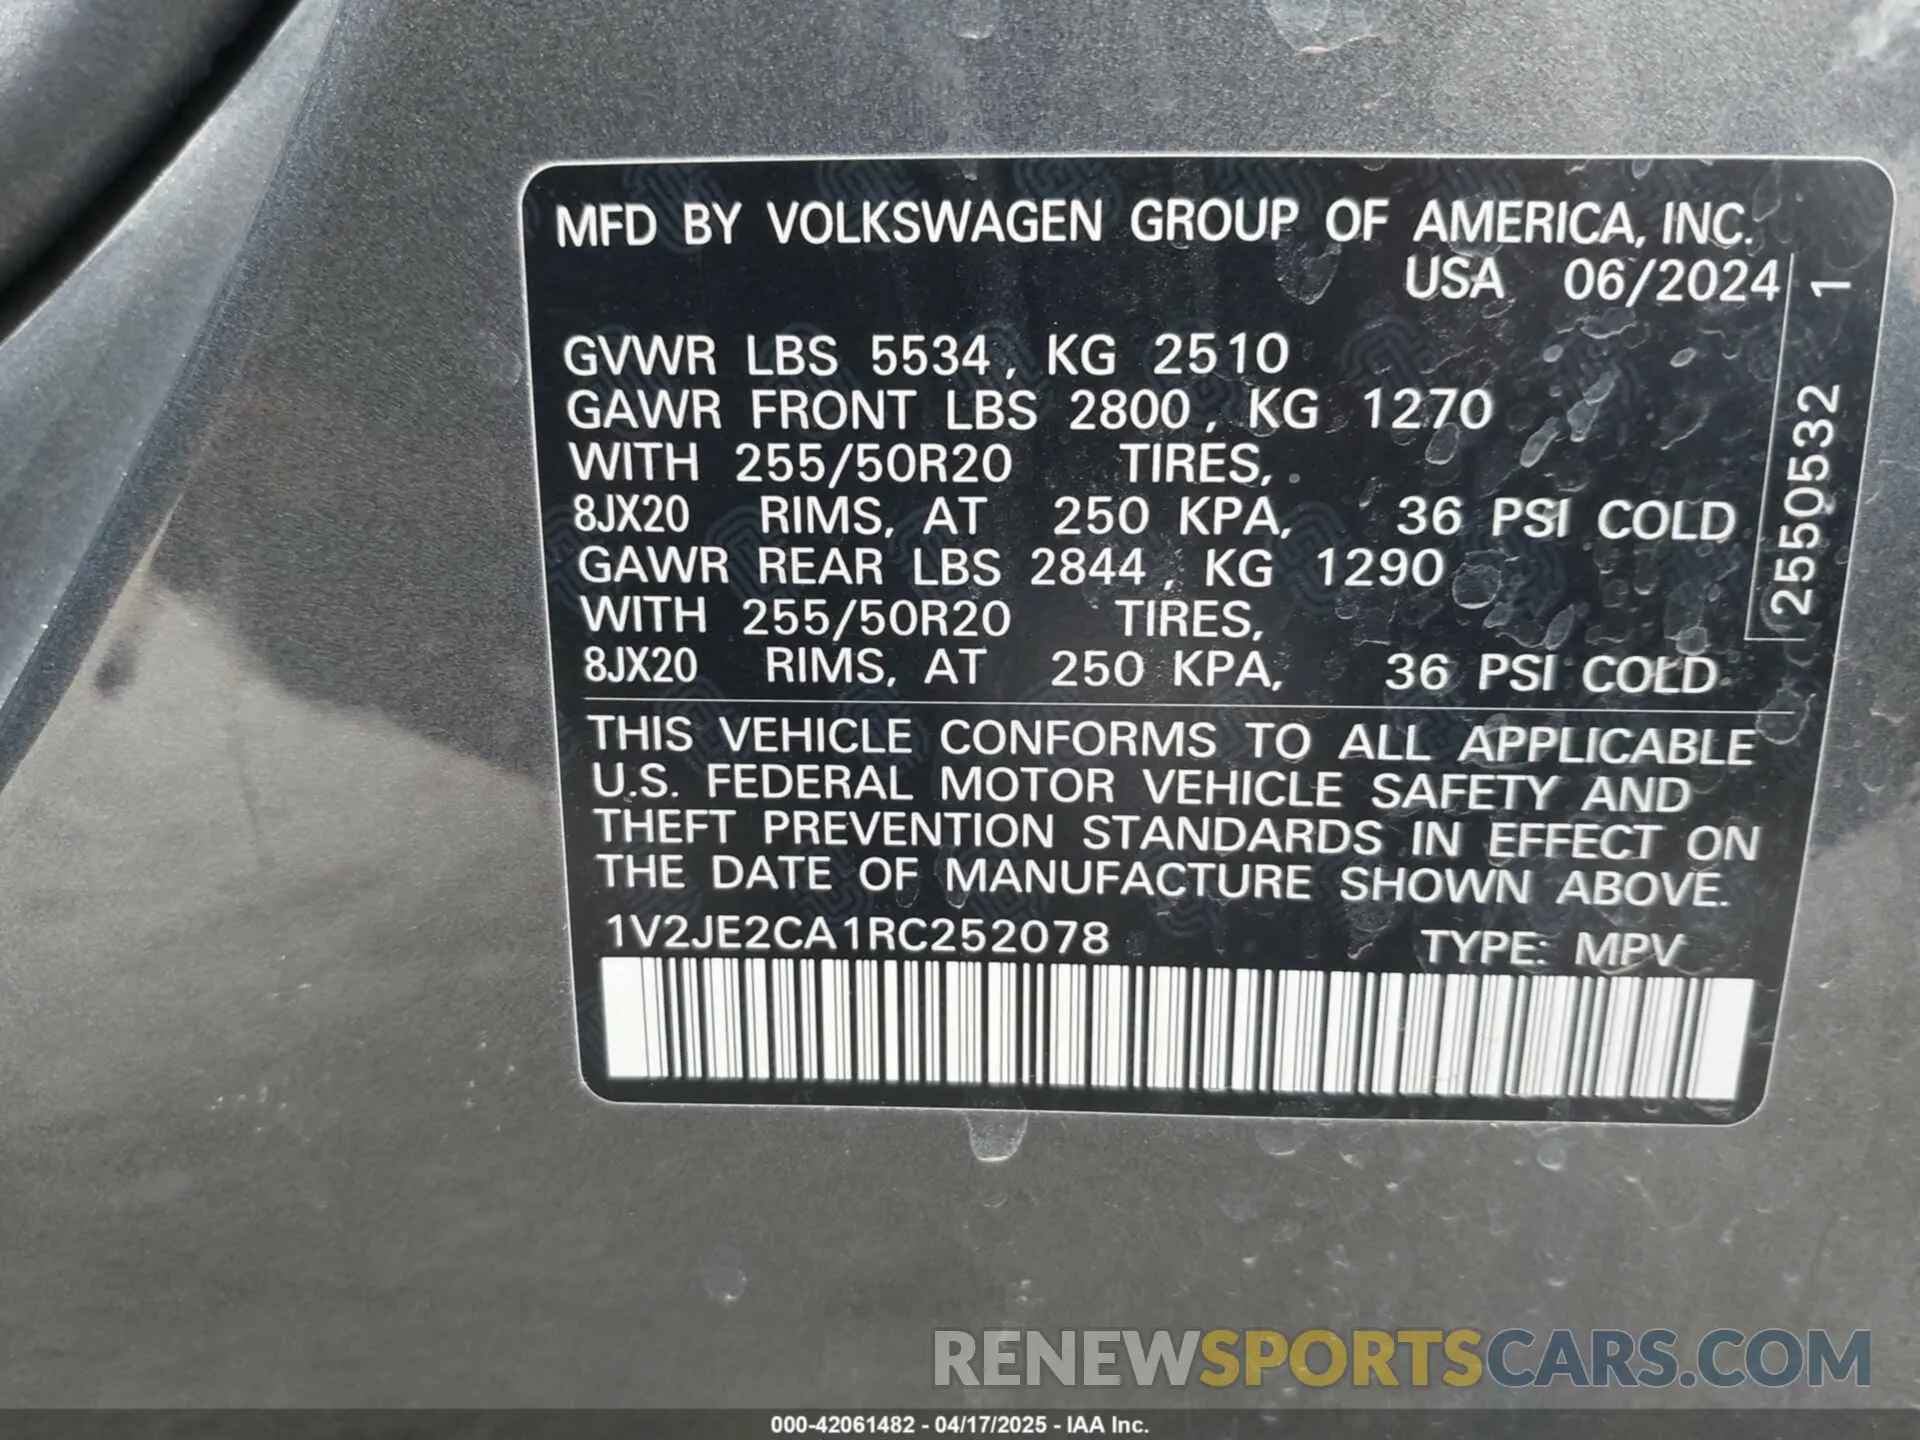 MFD BY VOLKSWAGEN GROUP OF AMERICA, INC.
USA 06/2024
GVWR LBS 5534, KG 2510
GAWR FRONT LBS 2800, KG 1270
WITH 255/50R20 TIRES,
8JX20 RIMS, AT 250 KPA, 36 PSI COLD
GAWR REAR LBS 2844, KG 1290
WITH 255/50R20 TIRES,
8JX20 RIMS, AT 250 KPA, 36 PSI COLD
2550532 1
THIS VEHICLE CONFORMS TO ALL APPLICABLE
U.S. FEDERAL MOTOR VEHICLE SAFETY AND
THEFT PREVENTION STANDARDS IN EFFECT ON
THE DATE OF MANUFACTURE SHOWN ABOVE.
1V2JE2CA1RC252078 TYPE: MPV
RENEWSPORTSCARS.COM
000-42061482 - 04/17/2025 - IAA Inc.